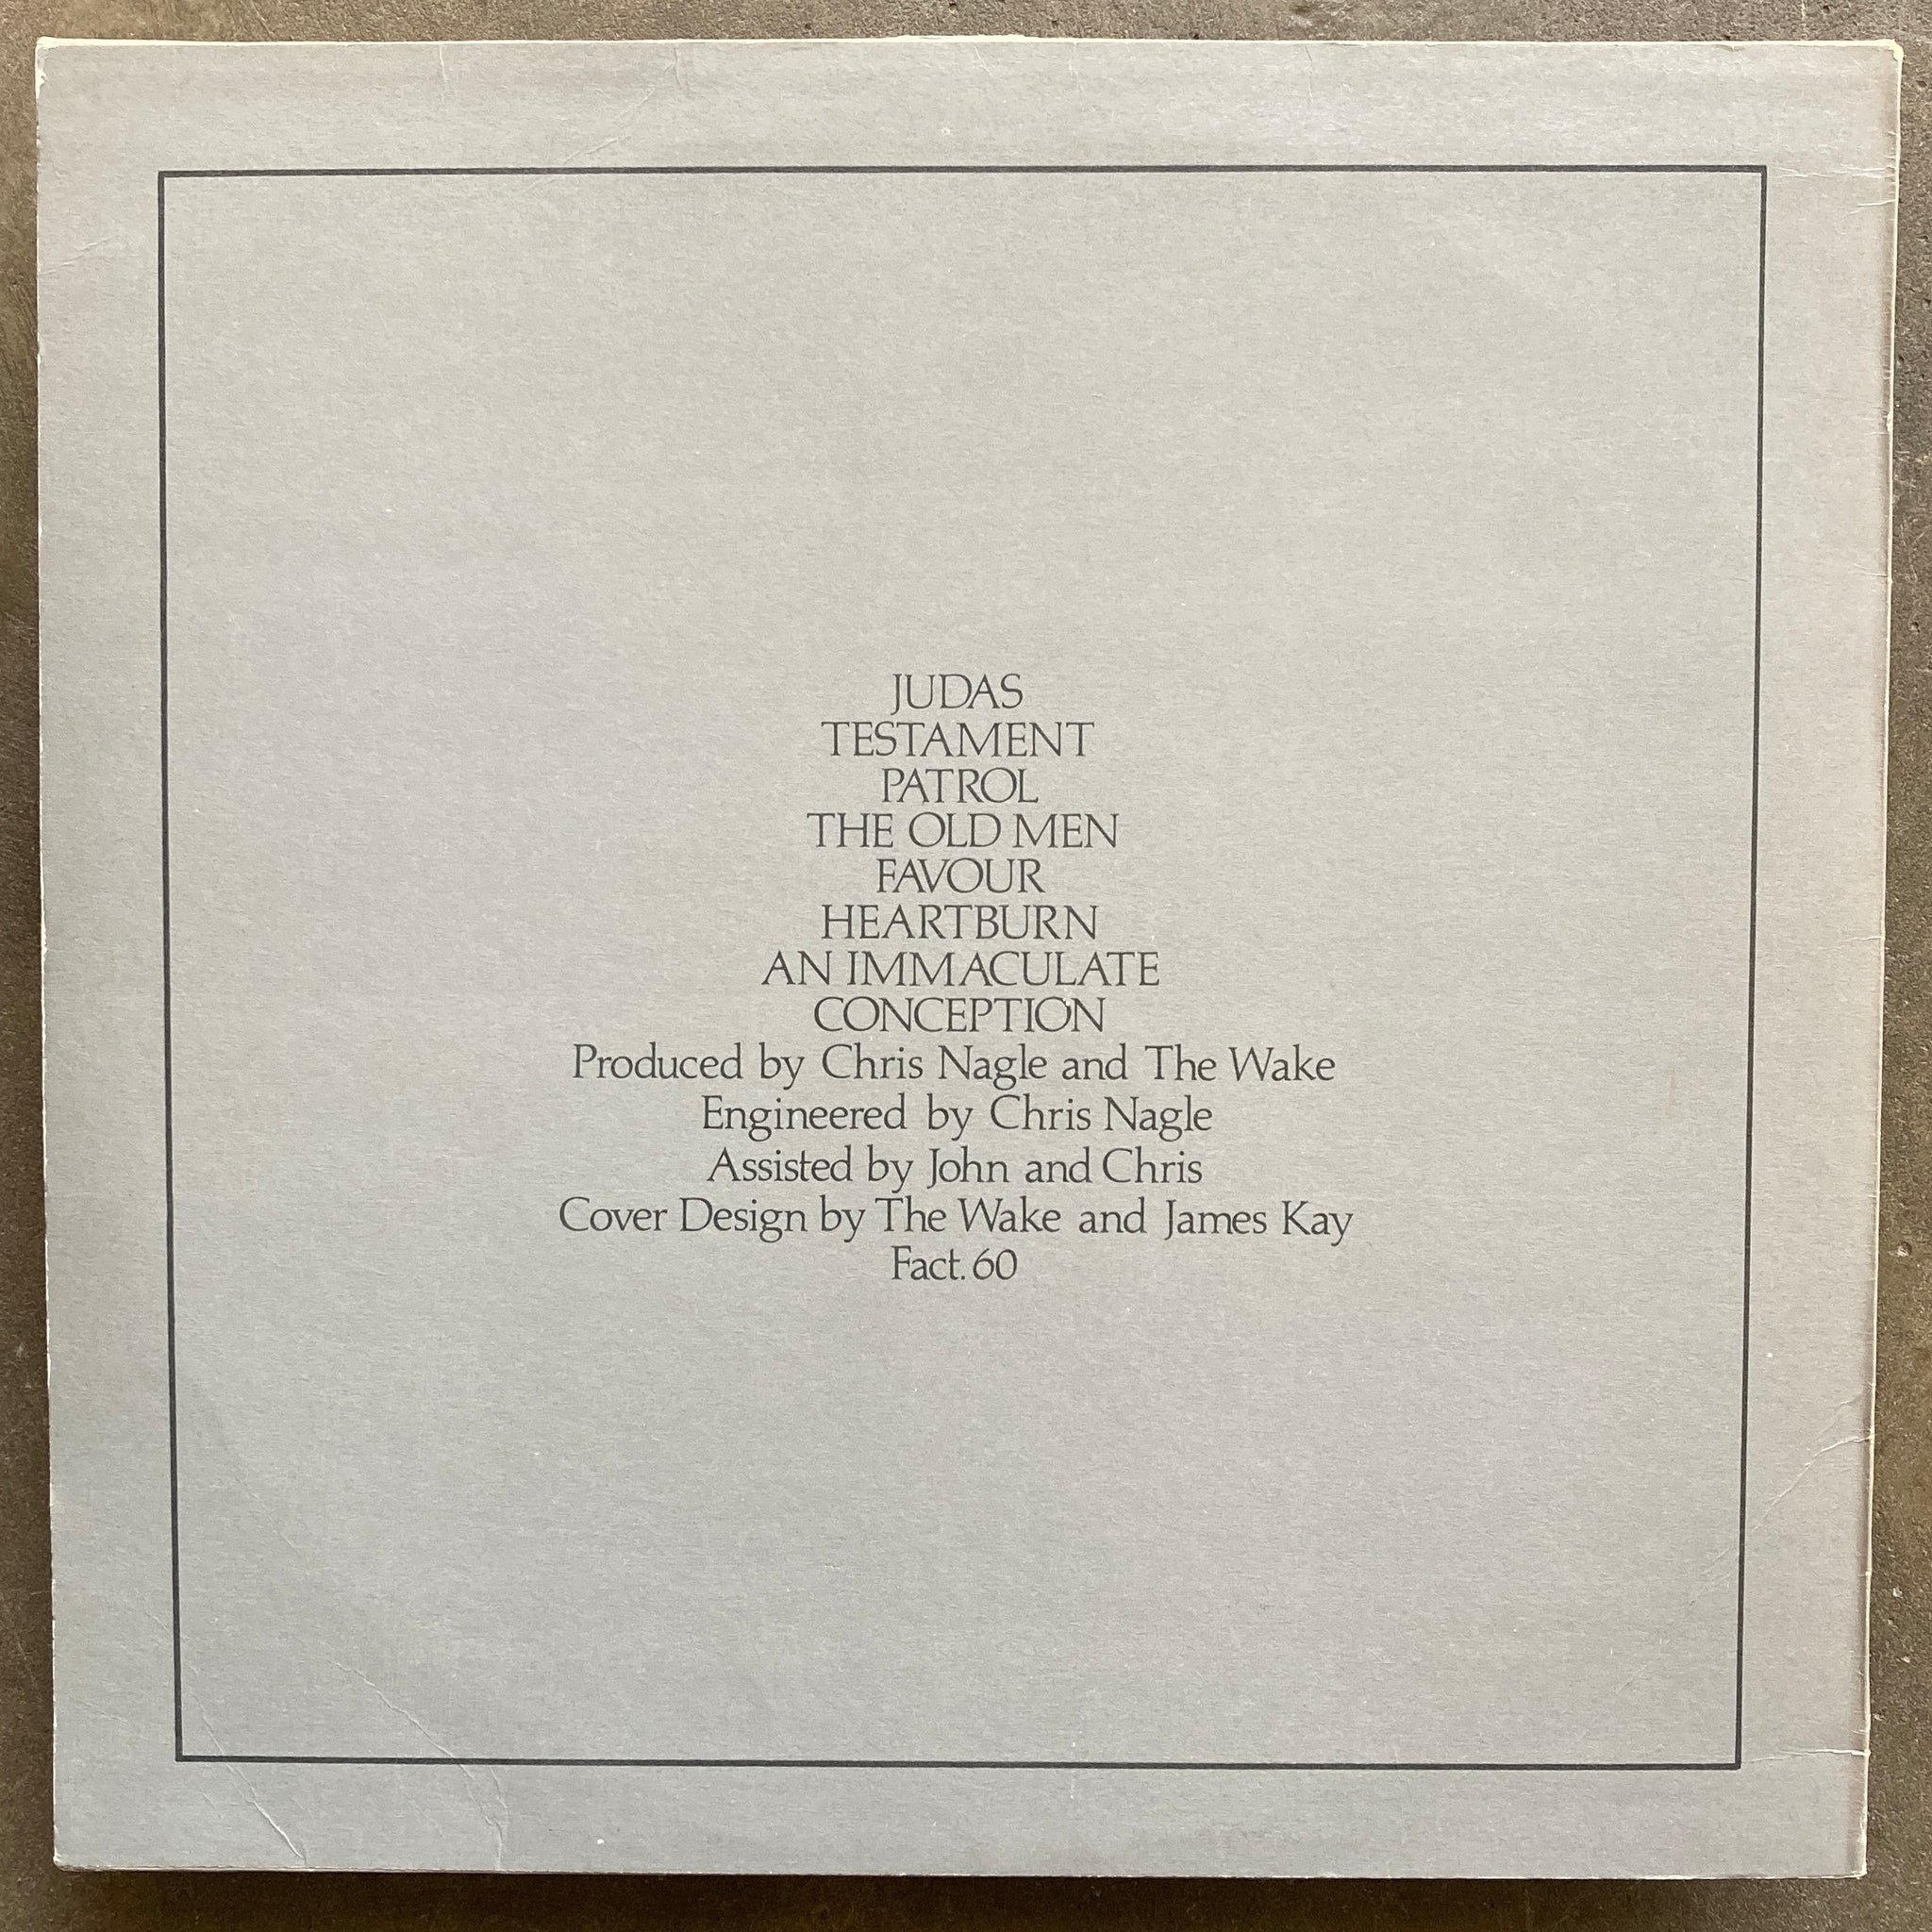 JUDAS
TESTAMENT
PATROL
THE OLD MEN
FAVOUR
HEARTBURN
AN IMMACULATE
CONCEPTION
Produced by Chris Nagle and The Wake
Engineered by Chris Nagle
Assisted by John and Chris
Cover Design by The Wake and James Kay
Fact. 60